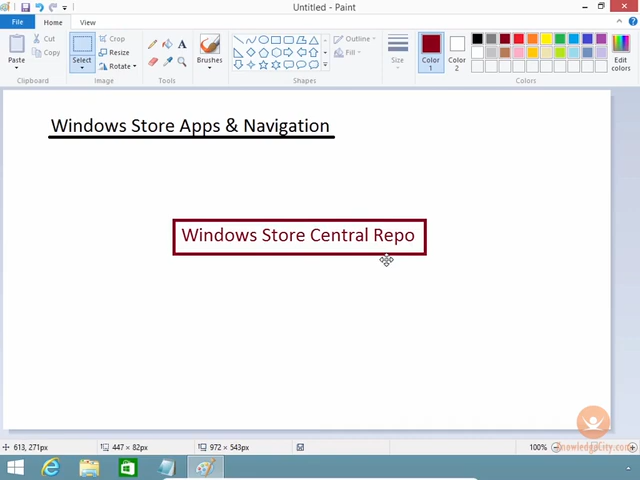 Untitled - Paint
File
Home
View
Paste
Cut
Copy
Clipboard
Select
Crop
Resize
Rotate
Image
Tools
Brushes
Shapes
Outline
Fill
Size
Color 1
Color 2
Colors
Edit colors
Windows Store Apps & Navigation
Windows Store Central Repo
KnowledgeCity.com
613, 271px
447 × 82px
972 × 543px
100%